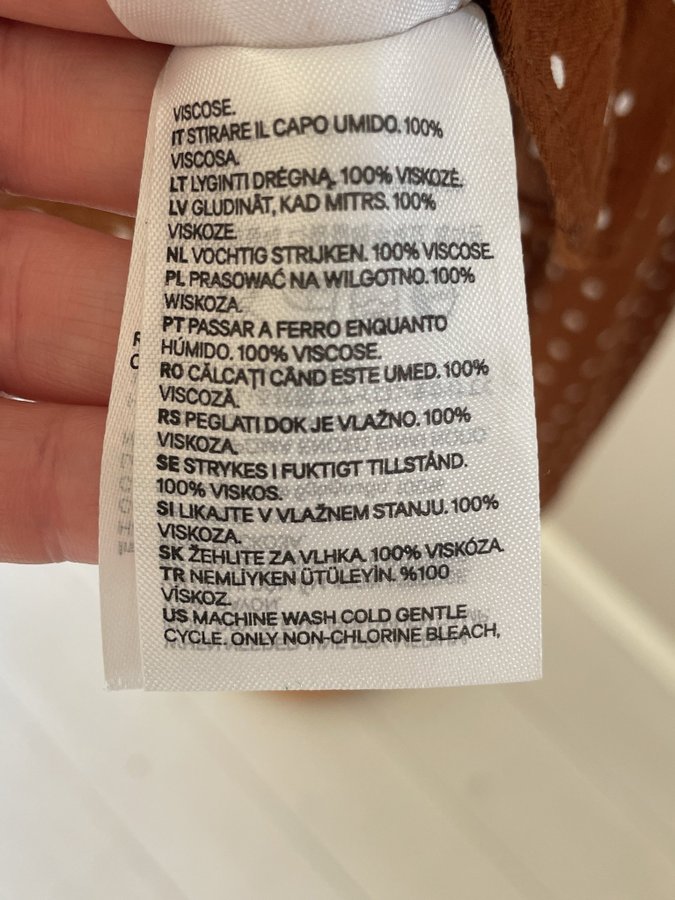 VISCOSE.
IT STIRARE IL CAPO UMIDO. 100%
VISCOSA.
LT LYGINTI DRĖGNĄ. 100% VISKOZĖ.
LV GLUDINĀT, KAD MITRS. 100%
VISKOZE.
NL VOCHTIG STRIJKEN. 100% VISCOSE.
PL PRASOWAĆ NA WILGOTNO. 100%
WISKOZA.
PT PASSAR A FERRO ENQUANTO
HÚMIDO. 100% VISCOSE.
RO CĂLCAȚI CÂND ESTE UMED. 100%
VISCOZĂ.
RS PEGLATI DOK JE VLAŽNO. 100%
VISKOZA.
SE STRYKES I FUKTIGT TILLSTÅND.
100% VISKOS.
SI LIKAJTE V VLAŽNEM STANJU. 100%
VISKOZA.
SK ŽEHLITE ZA VLHKA. 100% VISKÓZA.
TR NEMLİYKEN ÜTÜLEYİN. %100
VİSKOZ.
US MACHINE WASH COLD GENTLE
CYCLE. ONLY NON-CHLORINE BLEACH,